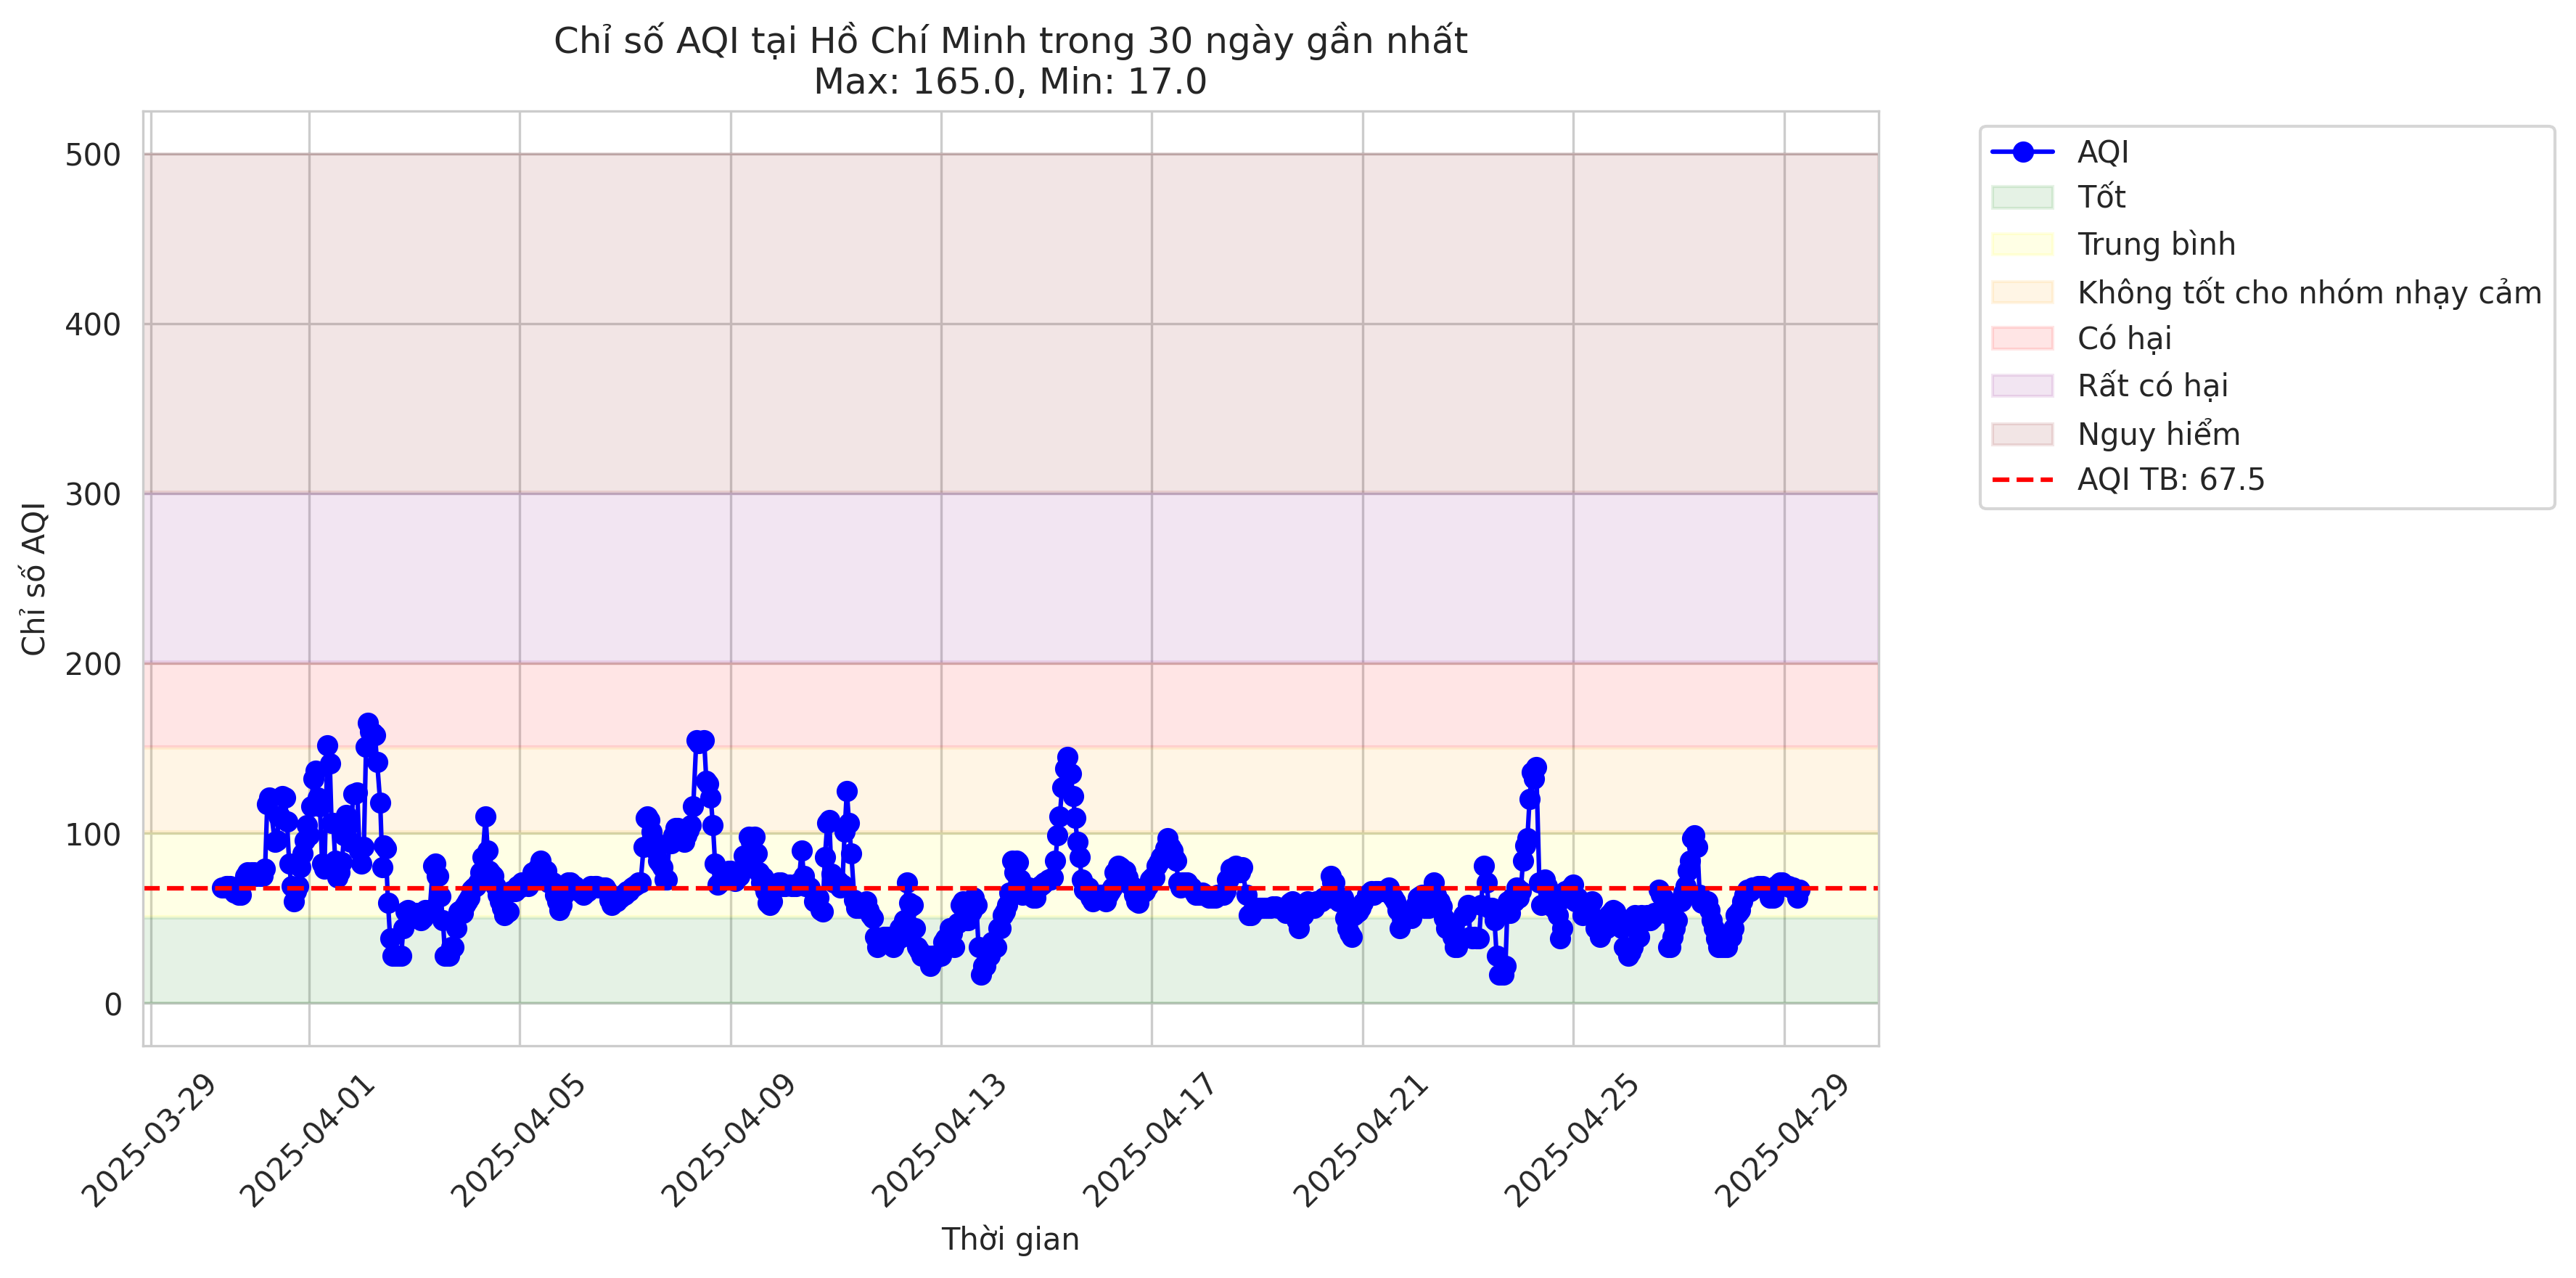 Chỉ số AQI tại Hồ Chí Minh trong 30 ngày gần nhất
Max: 165.0, Min: 17.0
Chỉ số AQI
500
400
300
200
100
0
2025-03-29
2025-04-01
2025-04-05
2025-04-09
2025-04-13
2025-04-17
2025-04-21
2025-04-25
2025-04-29
Thời gian
AQI
Tốt
Trung bình
Không tốt cho nhóm nhạy cảm
Có hại
Rất có hại
Nguy hiểm
AQI TB: 67.5